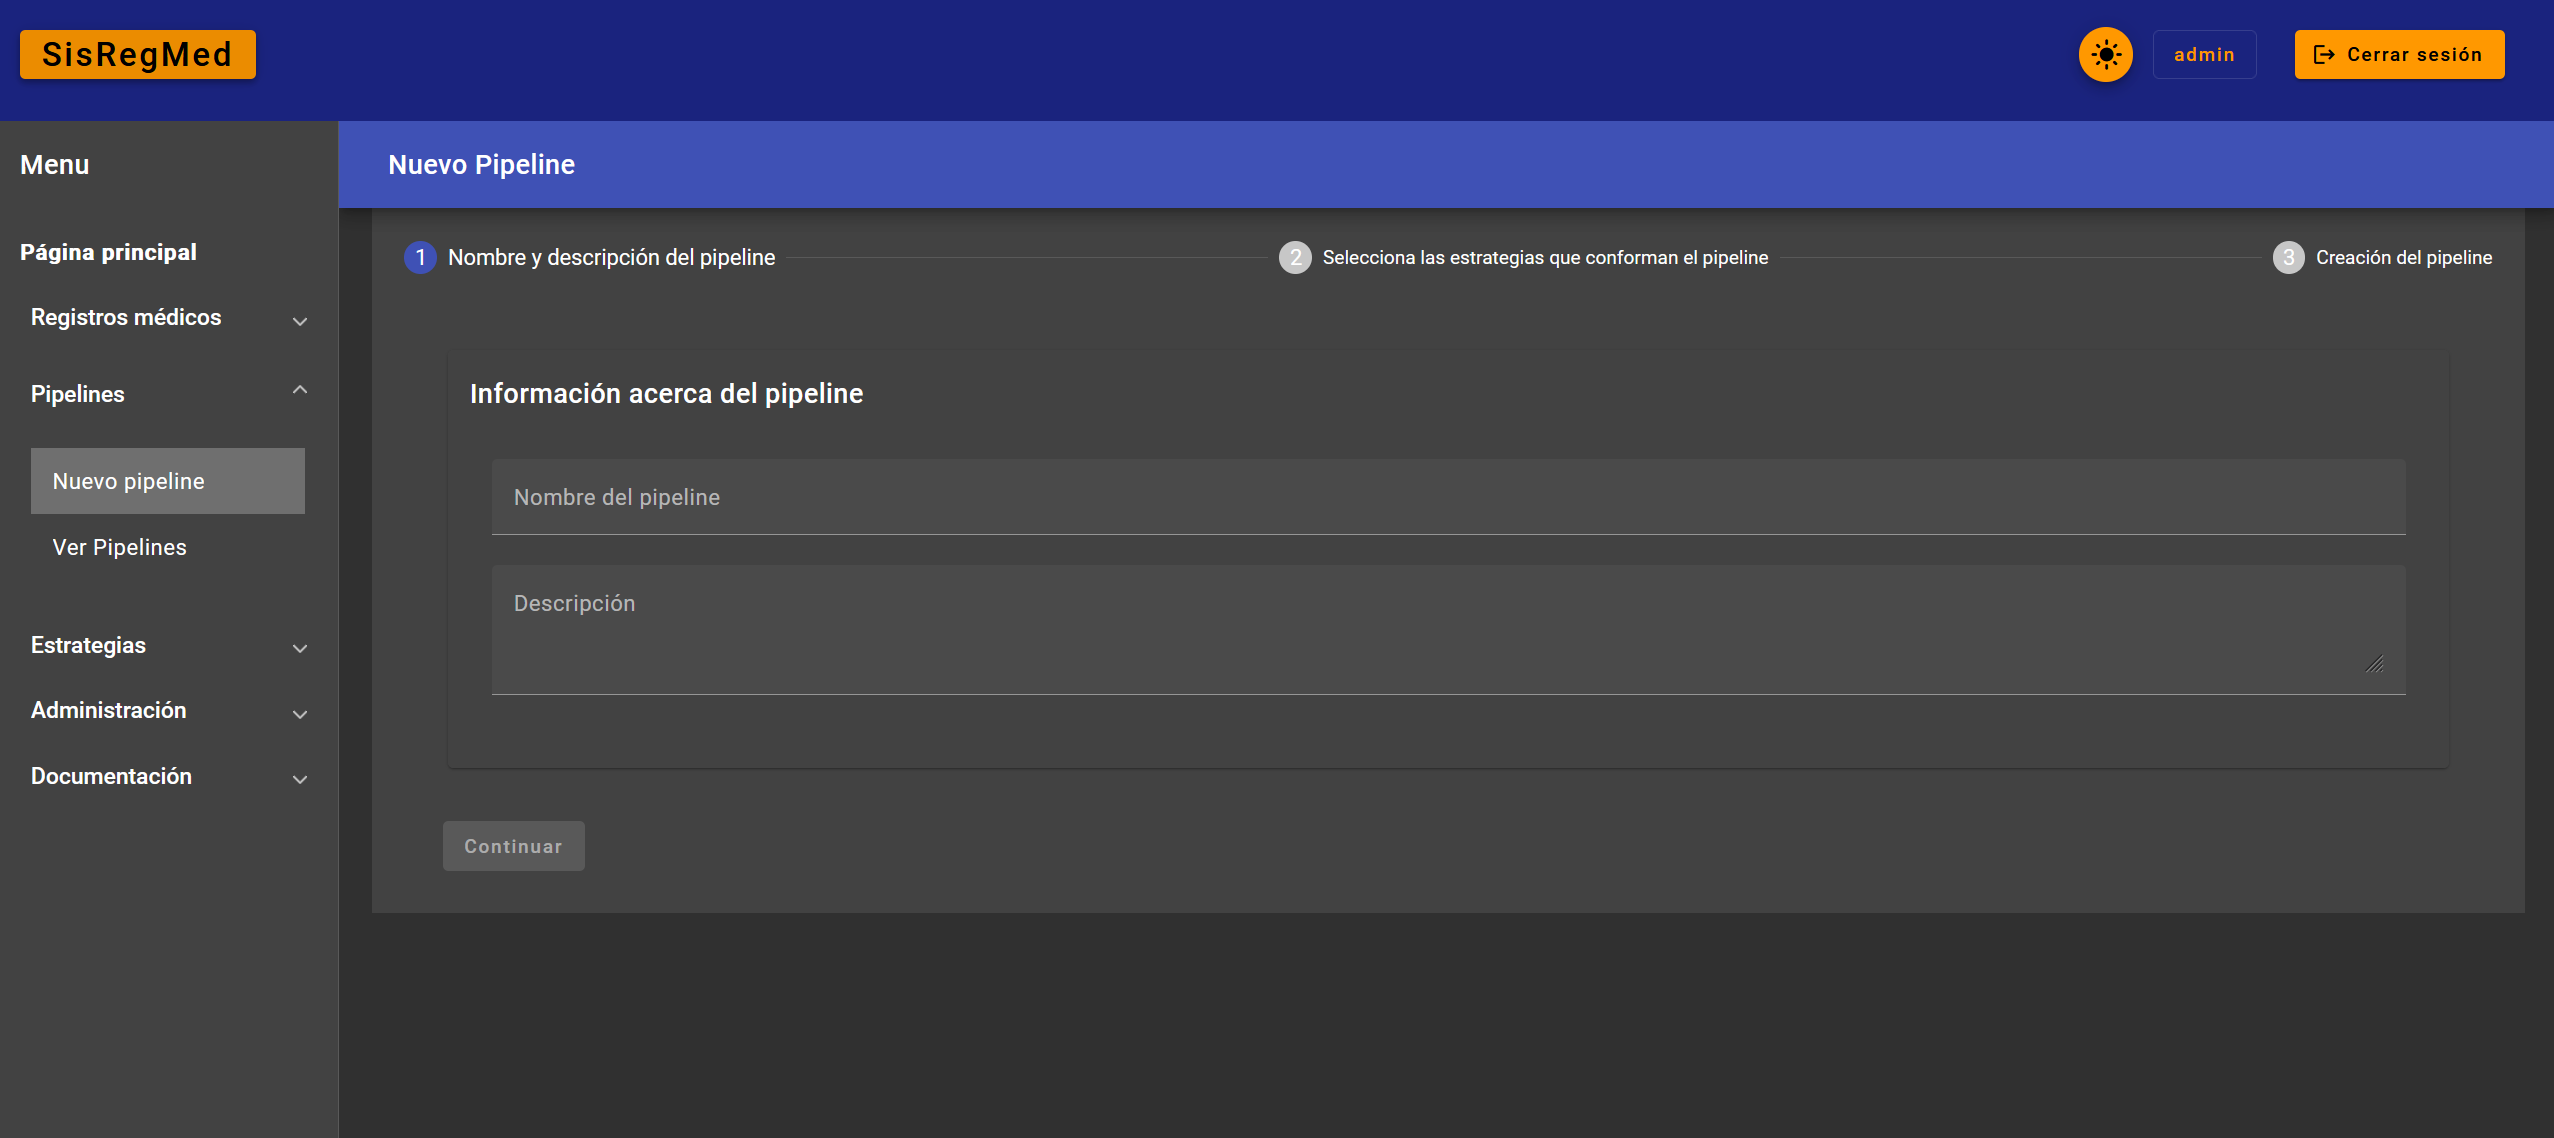 SisRegMed
admin
Cerrar sesión
Menu
Nuevo Pipeline
Página principal
Registros médicos
Pipelines
Nuevo pipeline
Ver Pipelines
Estrategias
Administración
Documentación
1 Nombre y descripción del pipeline
2 Selecciona las estrategias que conforman el pipeline
3 Creación del pipeline
Información acerca del pipeline
Nombre del pipeline
Descripción
Continuar